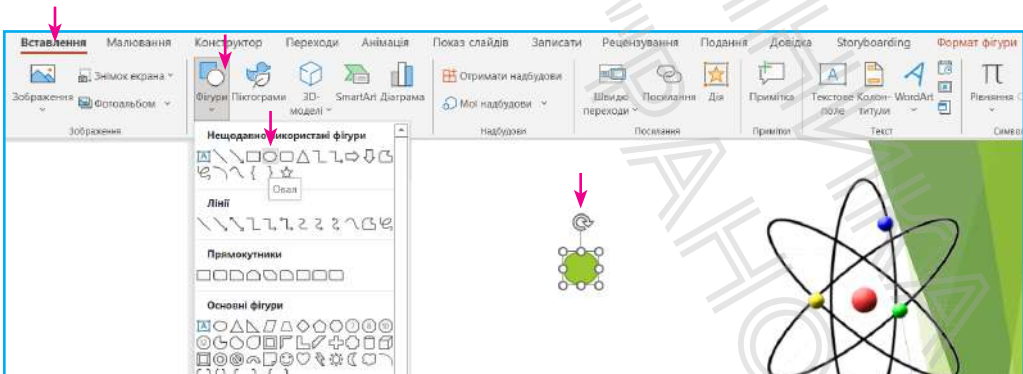 Вставлення Малювання Конструктор Переходи Анімація Показ слайдів Записати Рецензування Подання Довідка Storyboarding Формат фігури
Зображення
Знімок екрана
Фотоальбом
Фігури Піктограми 3D-моделі SmartArt Діаграма
Отримати надбудови
Мої надбудови
Швидкі переходи Посилання Дія
Примітка
Текстове поле Колон-титули WordArt
Рівняння
Зображення Надбудови Посилання Примітки Текст
Нещодавно використані фігури
Овал
Лінії
Прямокутники
Основні фігури